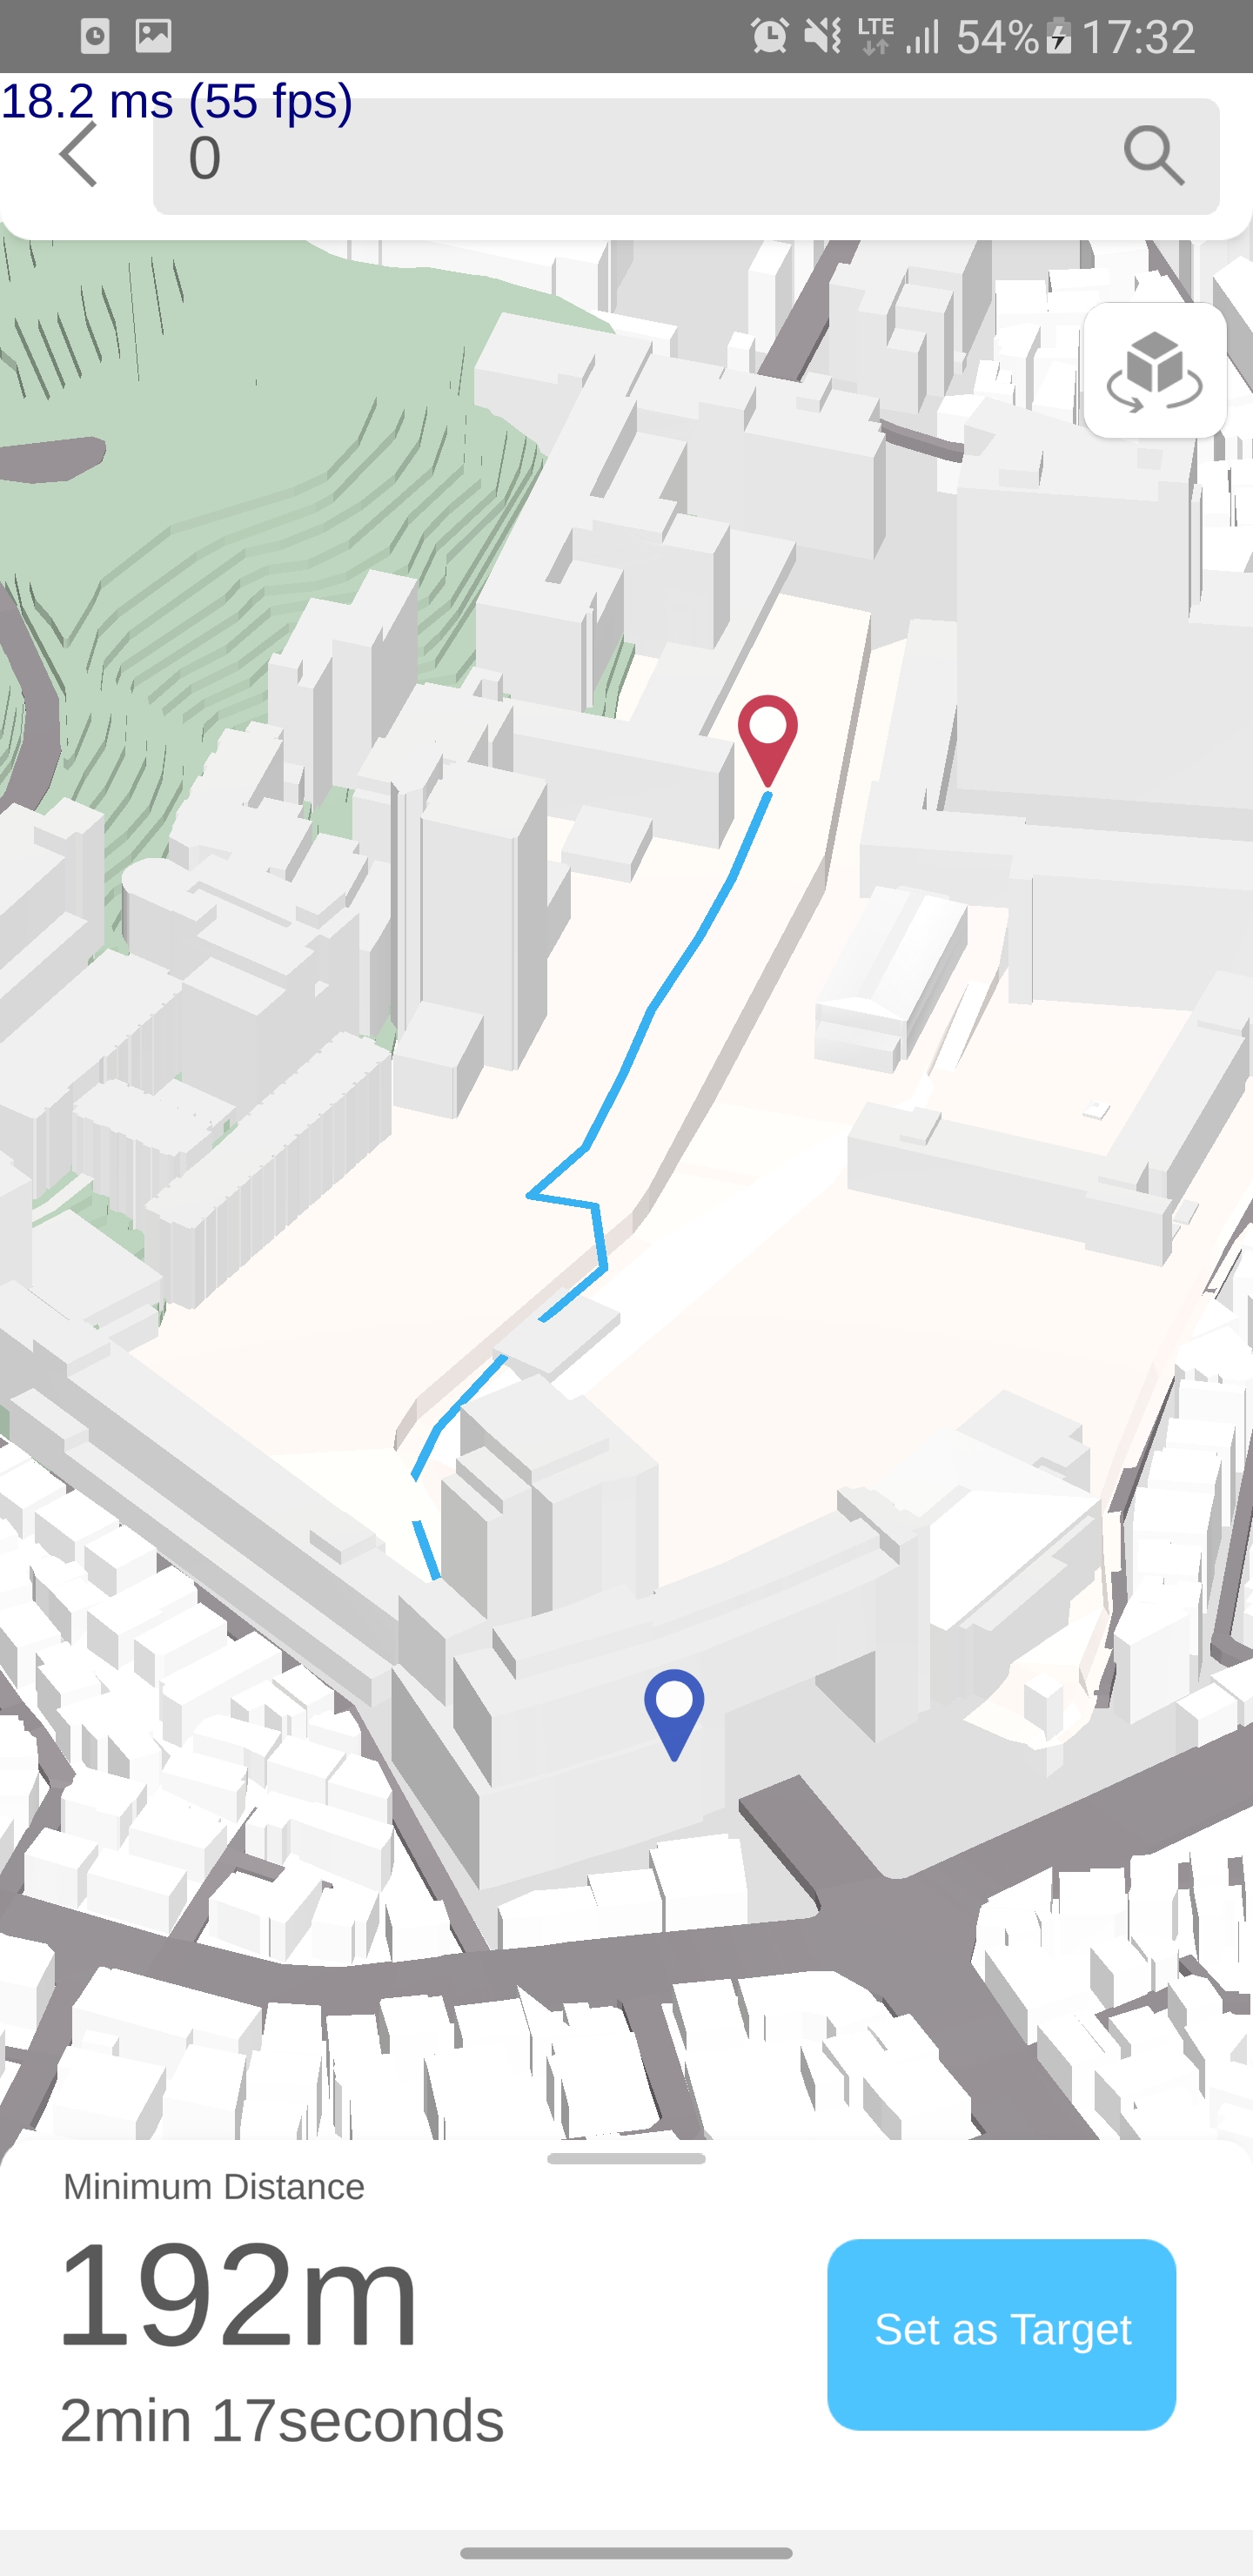 LTE 54% 17:32
18.2 ms (55 fps)
0
Minimum Distance
192m
Set as Target
2min 17seconds